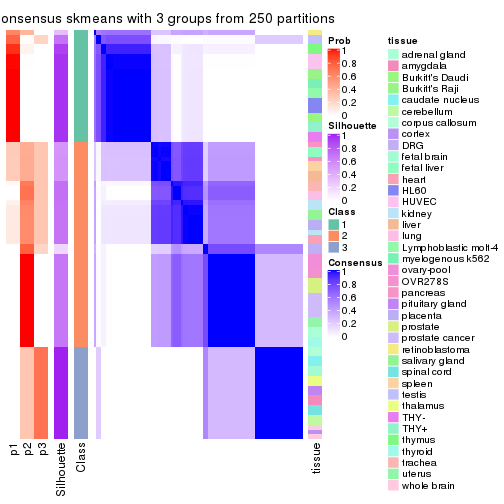 onsensus skmeans with 3 groups from 250 partitions
Prob
1
0.8
0.6
0.4
0.2
0
Silhouette
1
0.8
0.6
0.4
0.2
0
Class
1
2
3
Consensus
1
0.8
0.6
0.4
0.2
0
tissue
adrenal gland
amygdala
Burkitt's Daudi
Burkitt's Raji
caudate nucleus
cerebellum
corpus callosum
cortex
DRG
fetal brain
fetal liver
heart
HL60
HUVEC
kidney
liver
lung
Lymphoblastic molt-4
myelogenous k562
ovary-pool
OVR278S
pancreas
pituitary gland
placenta
prostate
prostate cancer
retinoblastoma
salivary gland
spinal cord
spleen
testis
thalamus
THY-
THY+
thymus
thyroid
trachea
uterus
whole brain
p1
p2
p3
Silhouette
Class
tissue